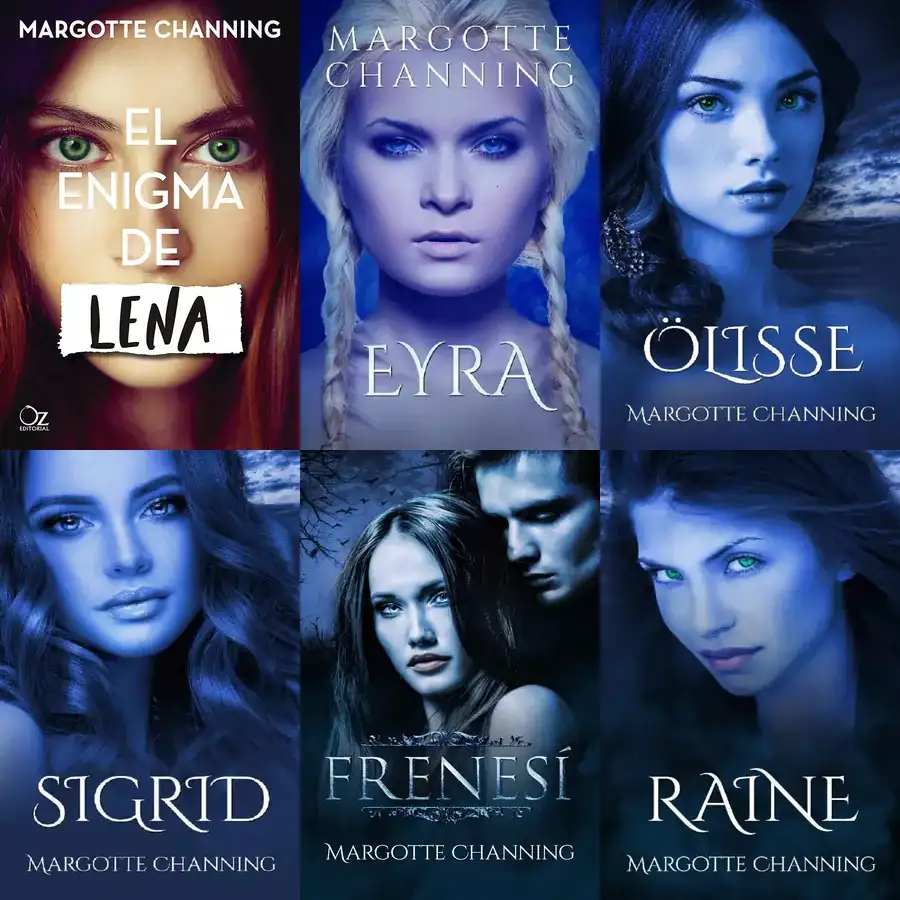 MARGOTTE CHANNING
EL
ENIGMA
DE
LENA
Oz
EDITORIAL
MARGOTTE
CHANNING
EYRA
ÖLISSE
MARGOTTE CHANNING
SIGRID
MARGOTTE CHANNING
FRENESÍ
MARGOTTE CHANNING
RAINE
MARGOTTE CHANNING